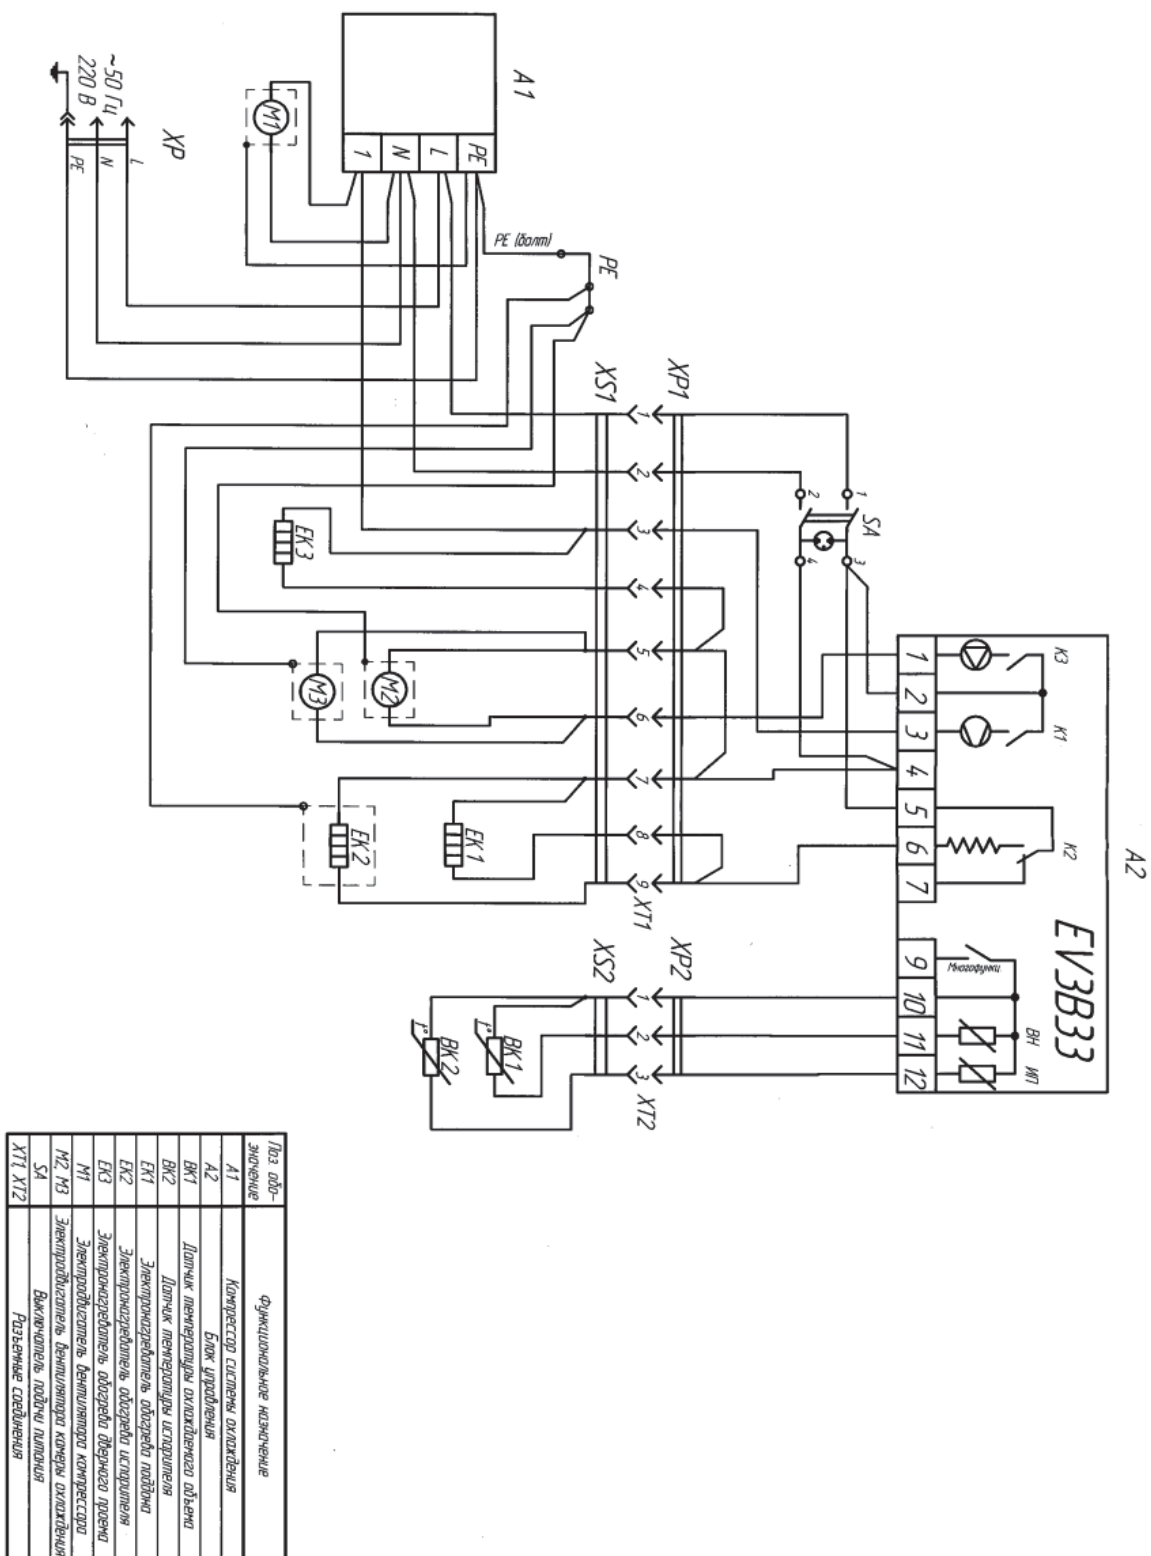 A1
1
N
L
PE
M1
~50 Гц
220 В
XP
L
N
PE
PE (болт)
PE
XS1
XP1
1
2
3
4
5
6
7
8
9
XT1
SA
1
2
3
4
EK3
M3
M2
EK2
EK1
A2
EV3B33
1
2
3
4
5
6
7
9
10
11
12
K3
K1
K2
Многофункц.
ВН
ИП
XS2
XP2
1
2
3
XT2
t°
BK2
t°
BK1
Поз. обо-
значение
Функциональное назначение
A1 Компрессор системы охлаждения
A2 Блок управления
BK1 Датчик температуры охлаждаемого объема
BK2 Датчик температуры испарителя
EK1 Электронагреватель обогрева поддона
EK2 Электронагреватель обогрева испарителя
EK3 Электронагреватель обогрева дверного проема
M1 Электродвигатель вентилятора компрессора
M2, M3 Электродвигатель вентилятора камеры охлаждения
SA Выключатель подачи питания
XT1, XT2 Разъемные соединения